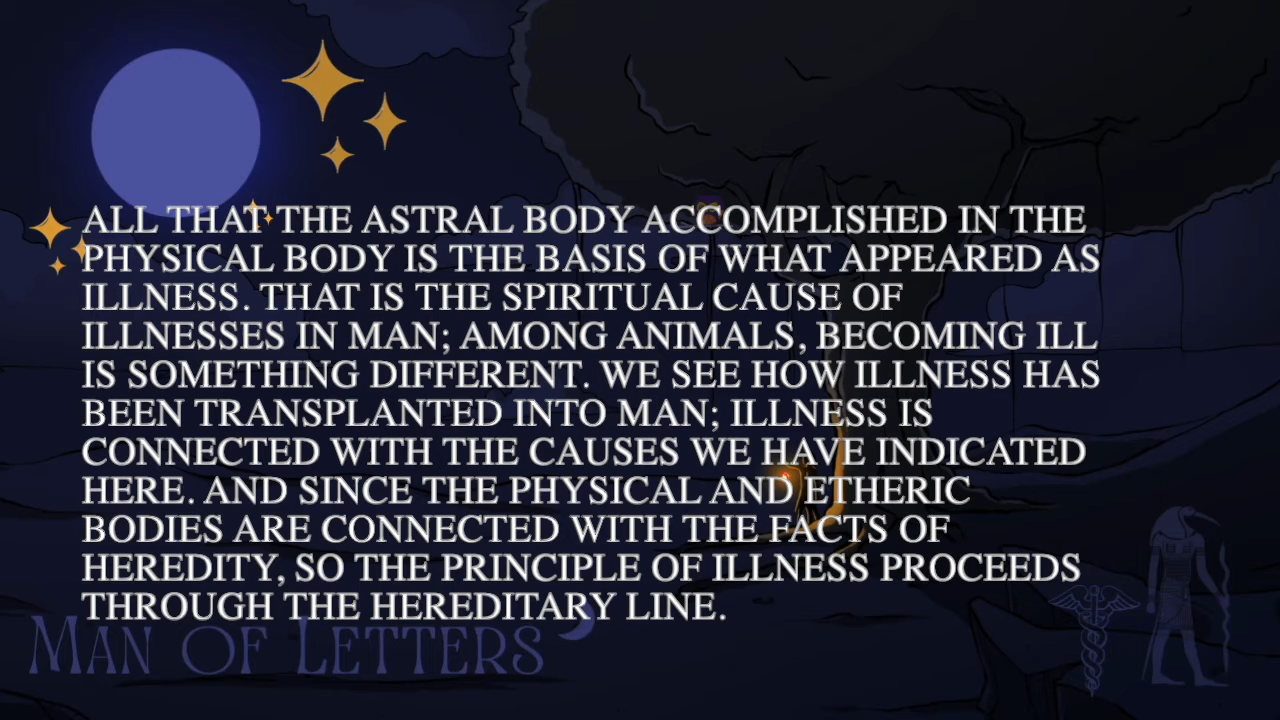 ALL THAT THE ASTRAL BODY ACCOMPLISHED IN THE
PHYSICAL BODY IS THE BASIS OF WHAT APPEARED AS
ILLNESS. THAT IS THE SPIRITUAL CAUSE OF
ILLNESSES IN MAN; AMONG ANIMALS, BECOMING ILL
IS SOMETHING DIFFERENT. WE SEE HOW ILLNESS HAS
BEEN TRANSPLANTED INTO MAN; ILLNESS IS
CONNECTED WITH THE CAUSES WE HAVE INDICATED
HERE. AND SINCE THE PHYSICAL AND ETHERIC
BODIES ARE CONNECTED WITH THE FACTS OF
HEREDITY, SO THE PRINCIPLE OF ILLNESS PROCEEDS
THROUGH THE HEREDITARY LINE.
MAN OF LETTERS